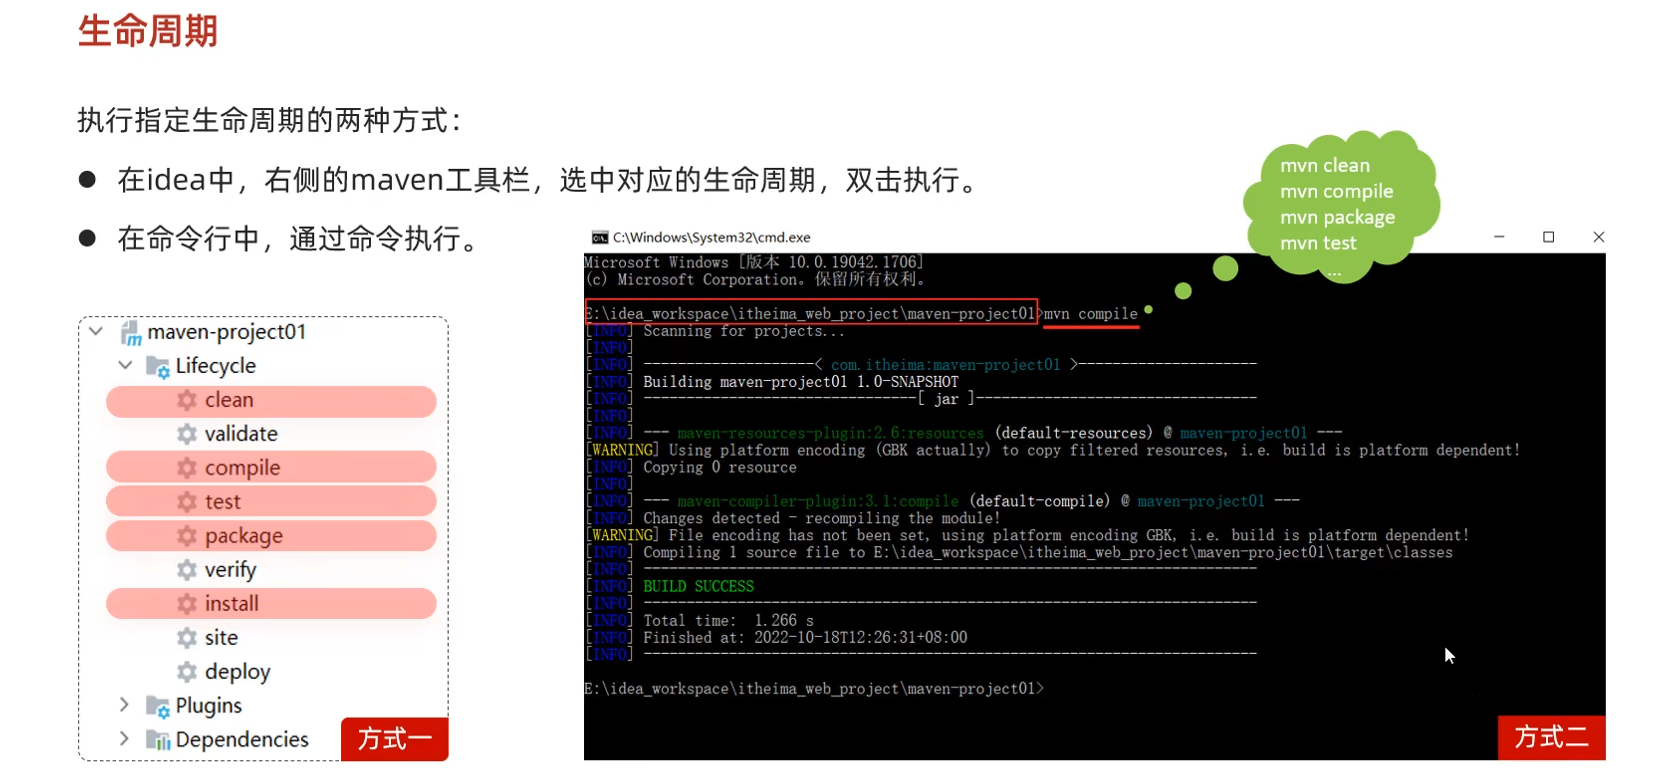 生命周期
执行指定生命周期的两种方式：
● 在idea中，右侧的maven工具栏，选中对应的生命周期，双击执行。
● 在命令行中，通过命令执行。
mvn clean
mvn compile
mvn package
mvn test
...
maven-project01
Lifecycle
clean
validate
compile
test
package
verify
install
site
deploy
Plugins
Dependencies
方式一
C:\Windows\System32\cmd.exe
Microsoft Windows [版本 10.0.19042.1706]
(c) Microsoft Corporation。保留所有权利。
E:\idea_workspace\itheima_web_project\maven-project01>mvn compile
[INFO] Scanning for projects...
[INFO]
[INFO] --------------------< com.itheima:maven-project01 >---------------------
[INFO] Building maven-project01 1.0-SNAPSHOT
[INFO] --------------------------------[ jar ]---------------------------------
[INFO]
[INFO] --- maven-resources-plugin:2.6:resources (default-resources) @ maven-project01 ---
[WARNING] Using platform encoding (GBK actually) to copy filtered resources, i.e. build is platform dependent!
[INFO] Copying 0 resource
[INFO]
[INFO] --- maven-compiler-plugin:3.1:compile (default-compile) @ maven-project01 ---
[INFO] Changes detected - recompiling the module!
[WARNING] File encoding has not been set, using platform encoding GBK, i.e. build is platform dependent!
[INFO] Compiling 1 source file to E:\idea_workspace\itheima_web_project\maven-project01\target\classes
[INFO] ------------------------------------------------------------------------
[INFO] BUILD SUCCESS
[INFO] ------------------------------------------------------------------------
[INFO] Total time:  1.266 s
[INFO] Finished at: 2022-10-18T12:26:31+08:00
[INFO] ------------------------------------------------------------------------
E:\idea_workspace\itheima_web_project\maven-project01>
方式二